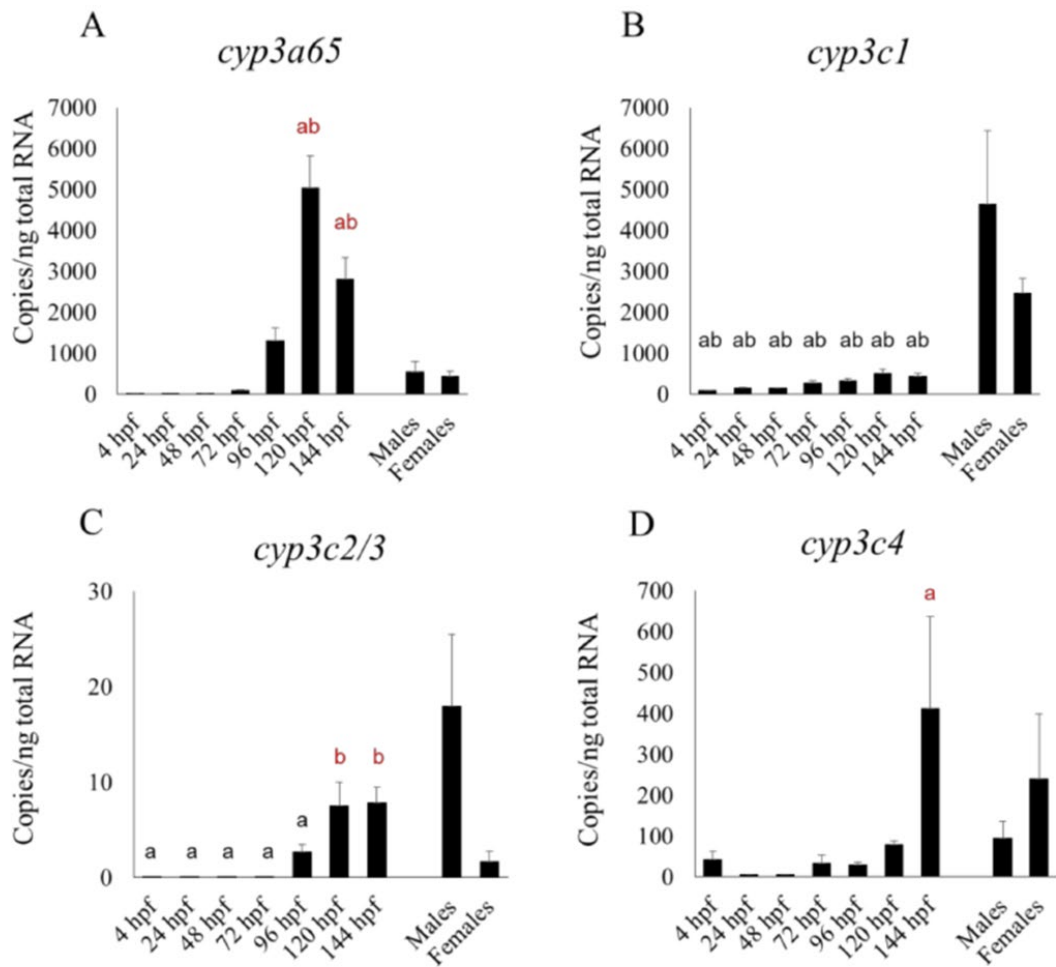 A
cyp3a65
Copies/ng total RNA
7000
6000
5000
4000
3000
2000
1000
0
ab
ab
4 hpf
24 hpf
48 hpf
72 hpf
96 hpf
120 hpf
144 hpf
Males
Females
B
cyp3c1
Copies/ng total RNA
7000
6000
5000
4000
3000
2000
1000
0
ab ab ab ab ab ab ab
4 hpf
24 hpf
48 hpf
72 hpf
96 hpf
120 hpf
144 hpf
Males
Females
C
cyp3c2/3
Copies/ng total RNA
30
20
10
0
a a a a a b b
4 hpf
24 hpf
48 hpf
72 hpf
96 hpf
120 hpf
144 hpf
Males
Females
D
cyp3c4
Copies/ng total RNA
700
600
500
400
300
200
100
0
a
4 hpf
24 hpf
48 hpf
72 hpf
96 hpf
120 hpf
144 hpf
Males
Females